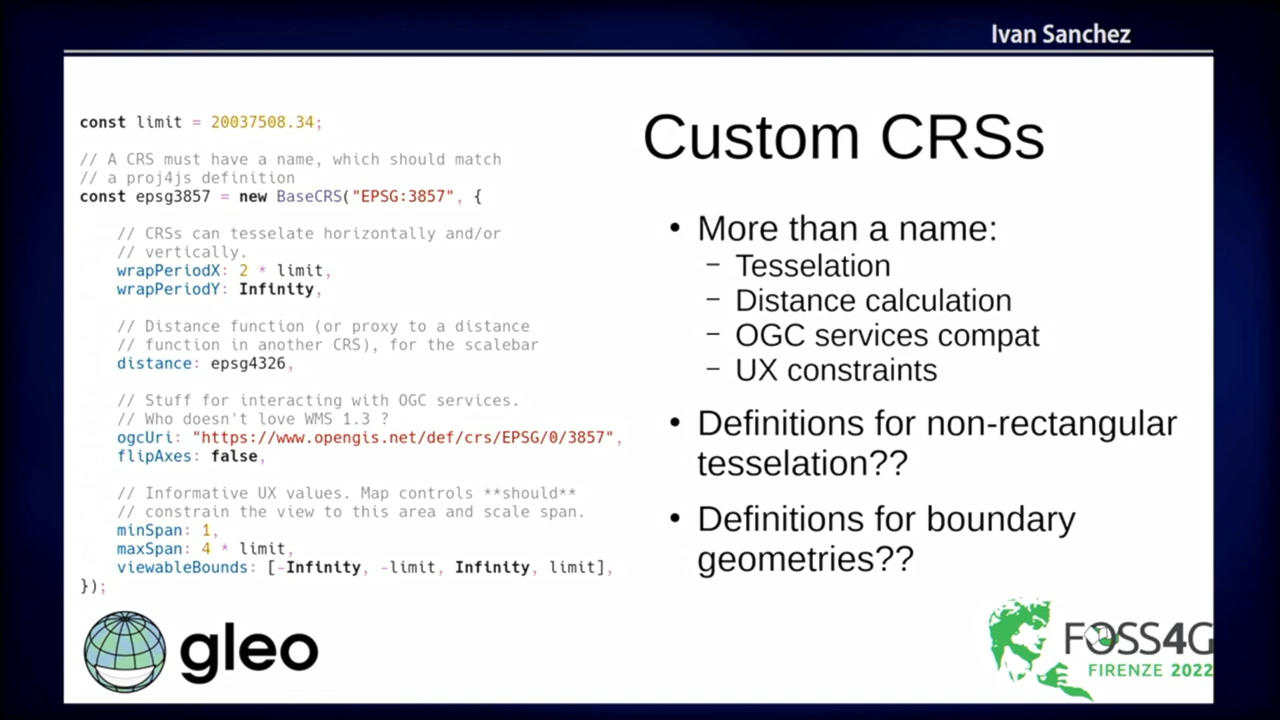 Ivan Sanchez
const limit = 20037508.34;
// A CRS must have a name, which should match
// a proj4js definition
const epsg3857 = new BaseCRS("EPSG:3857", {
// CRSs can tesselate horizontally and/or
// vertically.
wrapPeriodX: 2 * limit,
wrapPeriodY: Infinity,
// Distance function (or proxy to a distance
// function in another CRS), for the scalebar
distance: epsg4326,
// Stuff for interacting with OGC services.
// Who doesn't love WMS 1.3 ?
ogcUri: "https://www.opengis.net/def/crs/EPSG/0/3857",
flipAxes: false,
// Informative UX values. Map controls **should**
// constrain the view to this area and scale span.
minSpan: 1,
maxSpan: 4 * limit,
viewableBounds: [-Infinity, -limit, Infinity, limit],
});
gleo
Custom CRSs
• More than a name:
– Tesselation
– Distance calculation
– OGC services compat
– UX constraints
• Definitions for non-rectangular
tesselation??
• Definitions for boundary
geometries??
FOSS4G
FIRENZE 2022